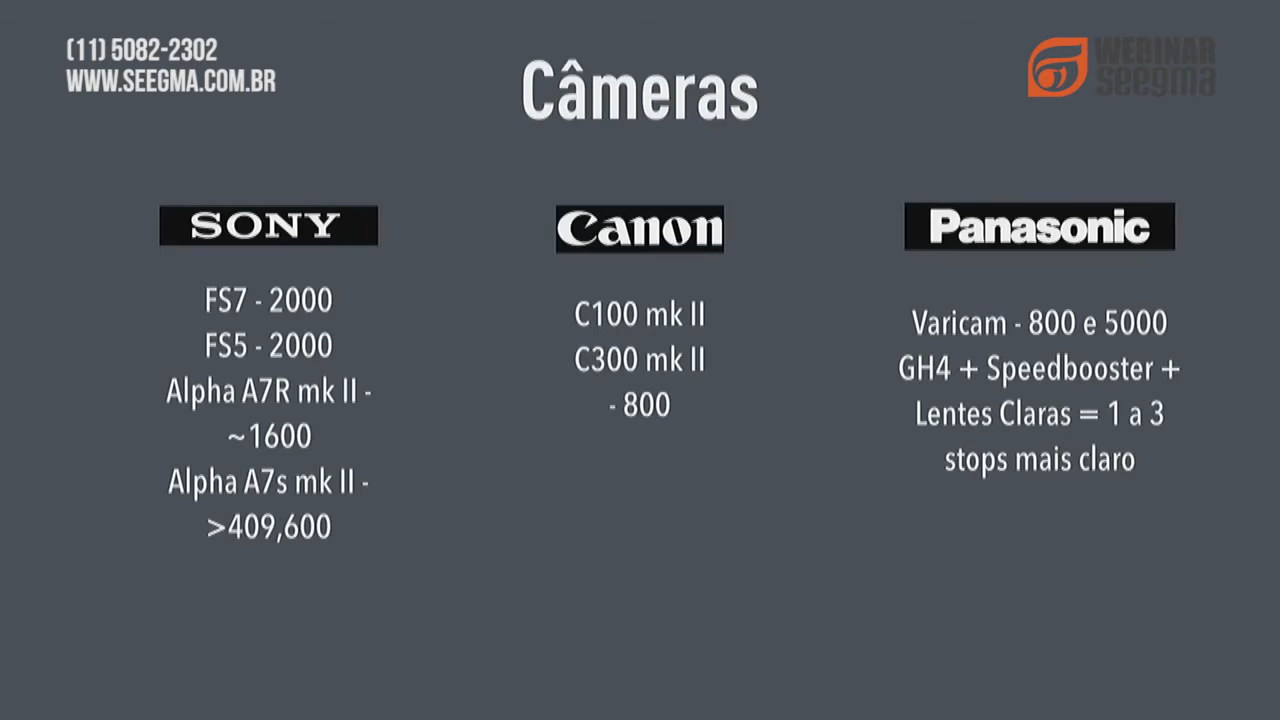 (11) 5082-2302
WWW.SEEGMA.COM.BR
WEBINAR
seegma
Câmeras
SONY
FS7 - 2000
FS5 - 2000
Alpha A7R mk II -
~1600
Alpha A7s mk II -
>409,600
Canon
C100 mk II
C300 mk II
- 800
Panasonic
Varicam - 800 e 5000
GH4 + Speedbooster +
Lentes Claras = 1 a 3
stops mais claro